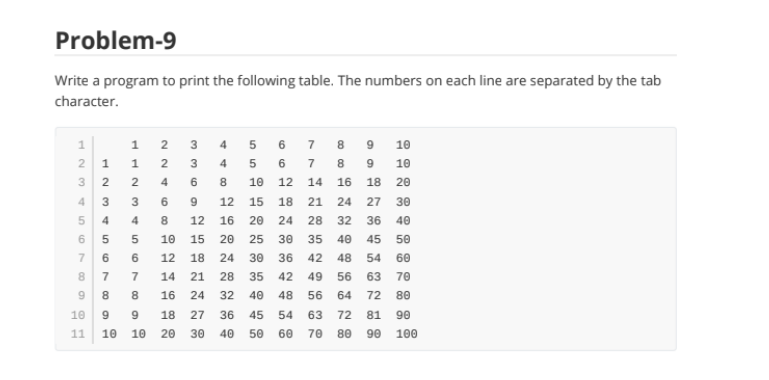 Problem-9
Write a program to print the following table. The numbers on each line are separated by the tab
character.
1 1 2 3 4 5 6 7 8 9 10
2 1 1 2 3 4 5 6 7 8 9 10
3 2 2 4 6 8 10 12 14 16 18 20
4 3 3 6 9 12 15 18 21 24 27 30
5 4 4 8 12 16 20 24 28 32 36 40
6 5 5 10 15 20 25 30 35 40 45 50
7 6 6 12 18 24 30 36 42 48 54 60
8 7 7 14 21 28 35 42 49 56 63 70
9 8 8 16 24 32 40 48 56 64 72 80
10 9 9 18 27 36 45 54 63 72 81 90
11 10 10 20 30 40 50 60 70 80 90 100